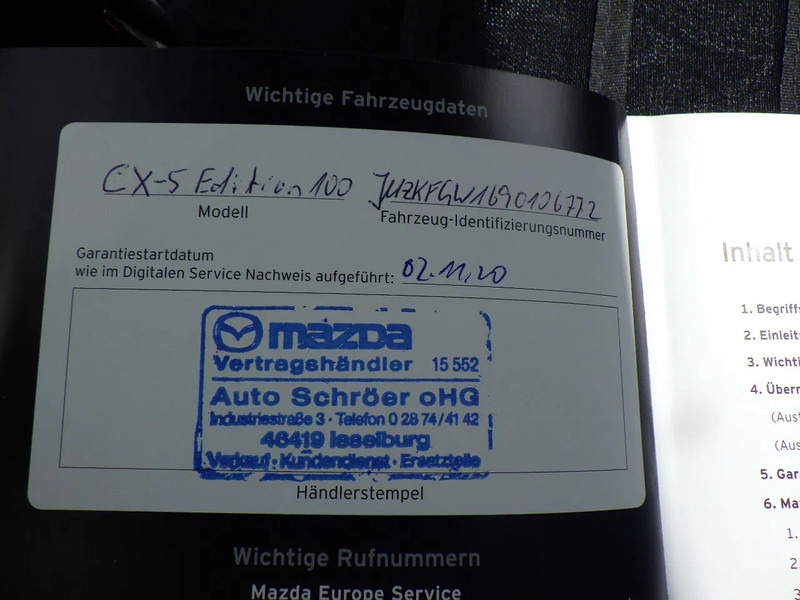 Wichtige Fahrzeugdaten
CX-5 Edition 100 JMZKFGW1690106772
Modell Fahrzeug-Identifizierungsnummer
Garantiestartdatum
wie im Digitalen Service Nachweis aufgeführt: 02.11.20
mazda
Vertragshändler 15 552
Auto Schröer oHG
Industriestraße 3 · Telefon 0 28 74/41 42
46419 Isselburg
Verkauf · Kundendienst · Ersatzteile
Händlerstempel
Wichtige Rufnummern
Mazda Europe Service
Inhalt
1. Begriffs
2. Einleit
3. Wichti
4. Überr
(Aus
(Aus
5. Gar
6. Ma
1.
2.
3